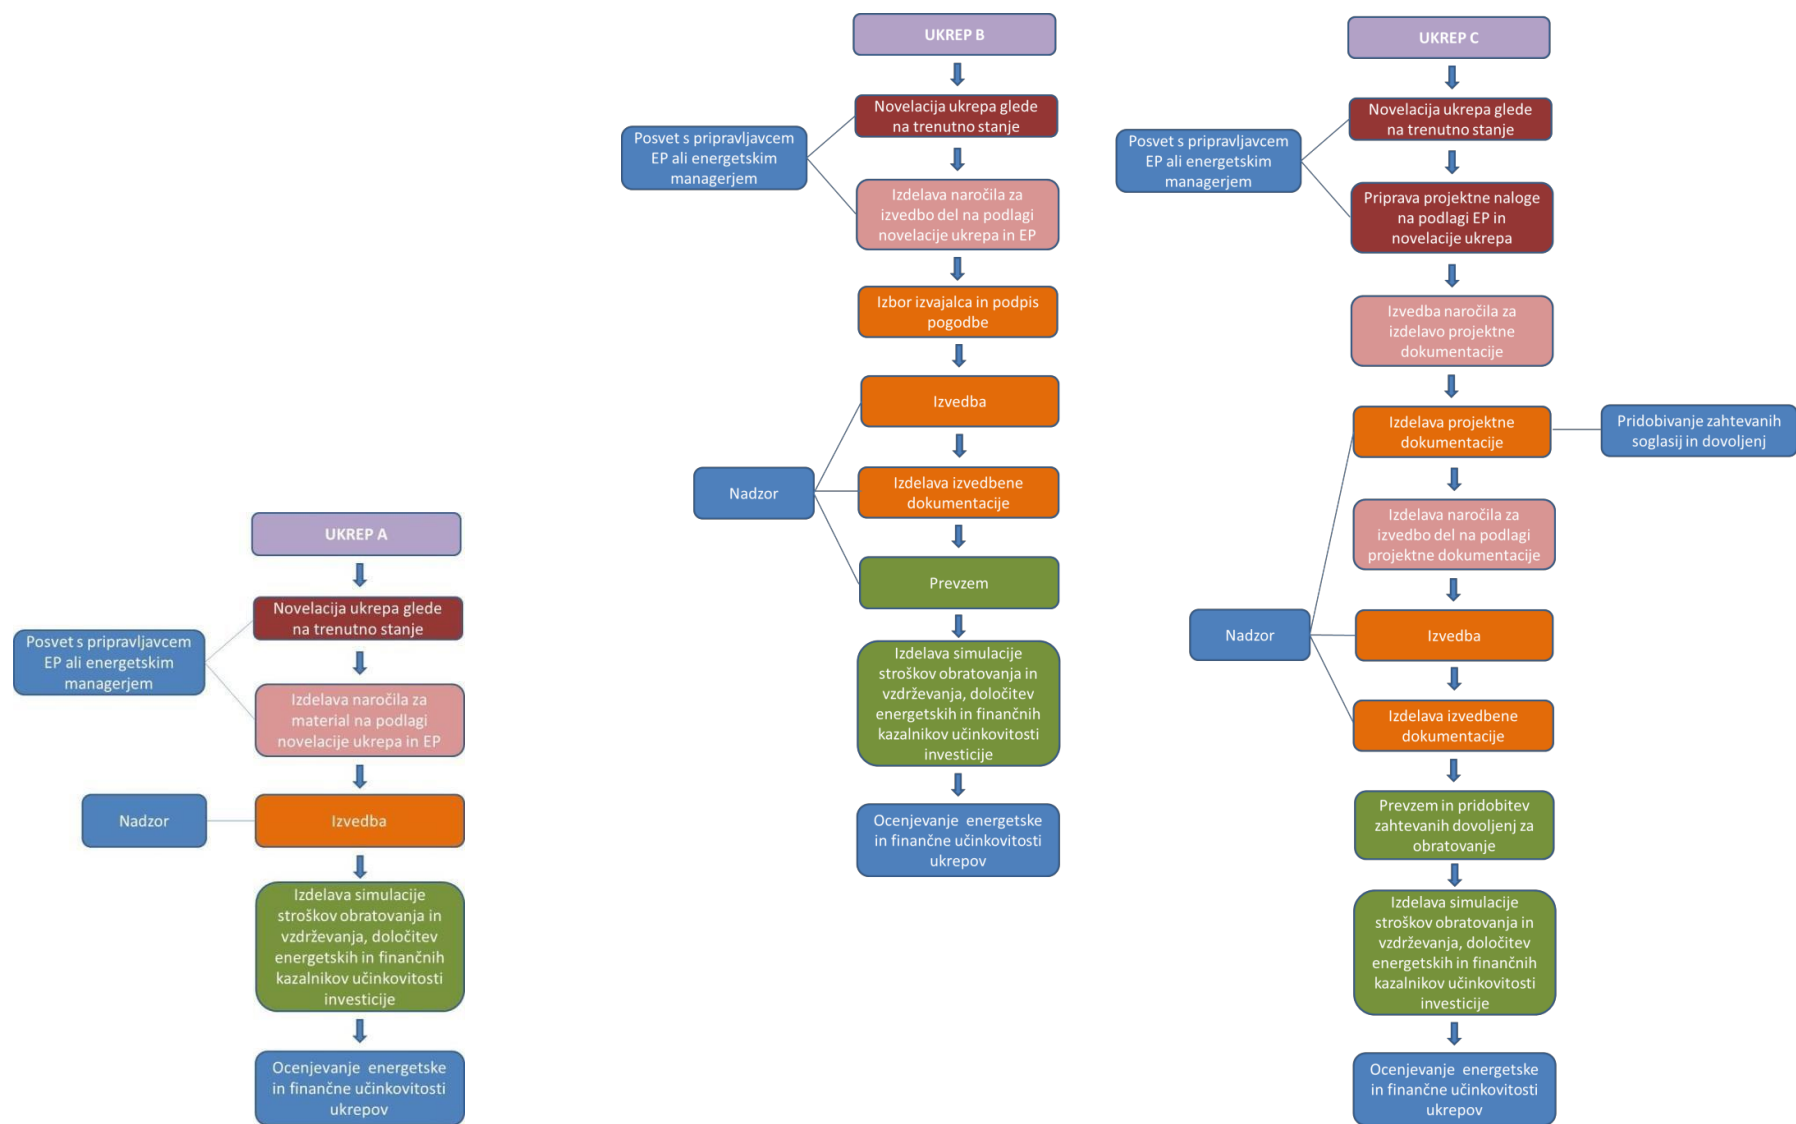 UKREP A
Novelacija ukrepa glede
na trenutno stanje
Posvet s pripravljavcem
EP ali energetskim
managerjem
Izdelava naročila za
material na podlagi
novelacije ukrepa in EP
Nadzor
Izvedba
Izdelava simulacije
stroškov obratovanja in
vzdrževanja, določitev
energetskih in finančnih
kazalnikov učinkovitosti
investicije
Ocenjevanje energetske
in finančne učinkovitosti
ukrepov
UKREP B
Novelacija ukrepa glede
na trenutno stanje
Posvet s pripravljavcem
EP ali energetskim
managerjem
Izdelava naročila za
izvedbo del na podlagi
novelacije ukrepa in EP
Izbor izvajalca in podpis
pogodbe
Izvedba
Nadzor
Izdelava izvedbene
dokumentacije
Prevzem
Izdelava simulacije
stroškov obratovanja in
vzdrževanja, določitev
energetskih in finančnih
kazalnikov učinkovitosti
investicije
Ocenjevanje energetske
in finančne učinkovitosti
ukrepov
UKREP C
Novelacija ukrepa glede
na trenutno stanje
Posvet s pripravljavcem
EP ali energetskim
managerjem
Priprava projektne naloge
na podlagi EP in
novelacije ukrepa
Izvedba naročila za
izdelavo projektne
dokumentacije
Izdelava projektne
dokumentacije
Pridobivanje zahtevanih
soglasij in dovoljenj
Izdelava naročila za
izvedbo del na podlagi
projektne dokumentacije
Nadzor
Izvedba
Izdelava izvedbene
dokumentacije
Prevzem in pridobitev
zahtevanih dovoljenj za
obratovanje
Izdelava simulacije
stroškov obratovanja in
vzdrževanja, določitev
energetskih in finančnih
kazalnikov učinkovitosti
investicije
Ocenjevanje energetske
in finančne učinkovitosti
ukrepov